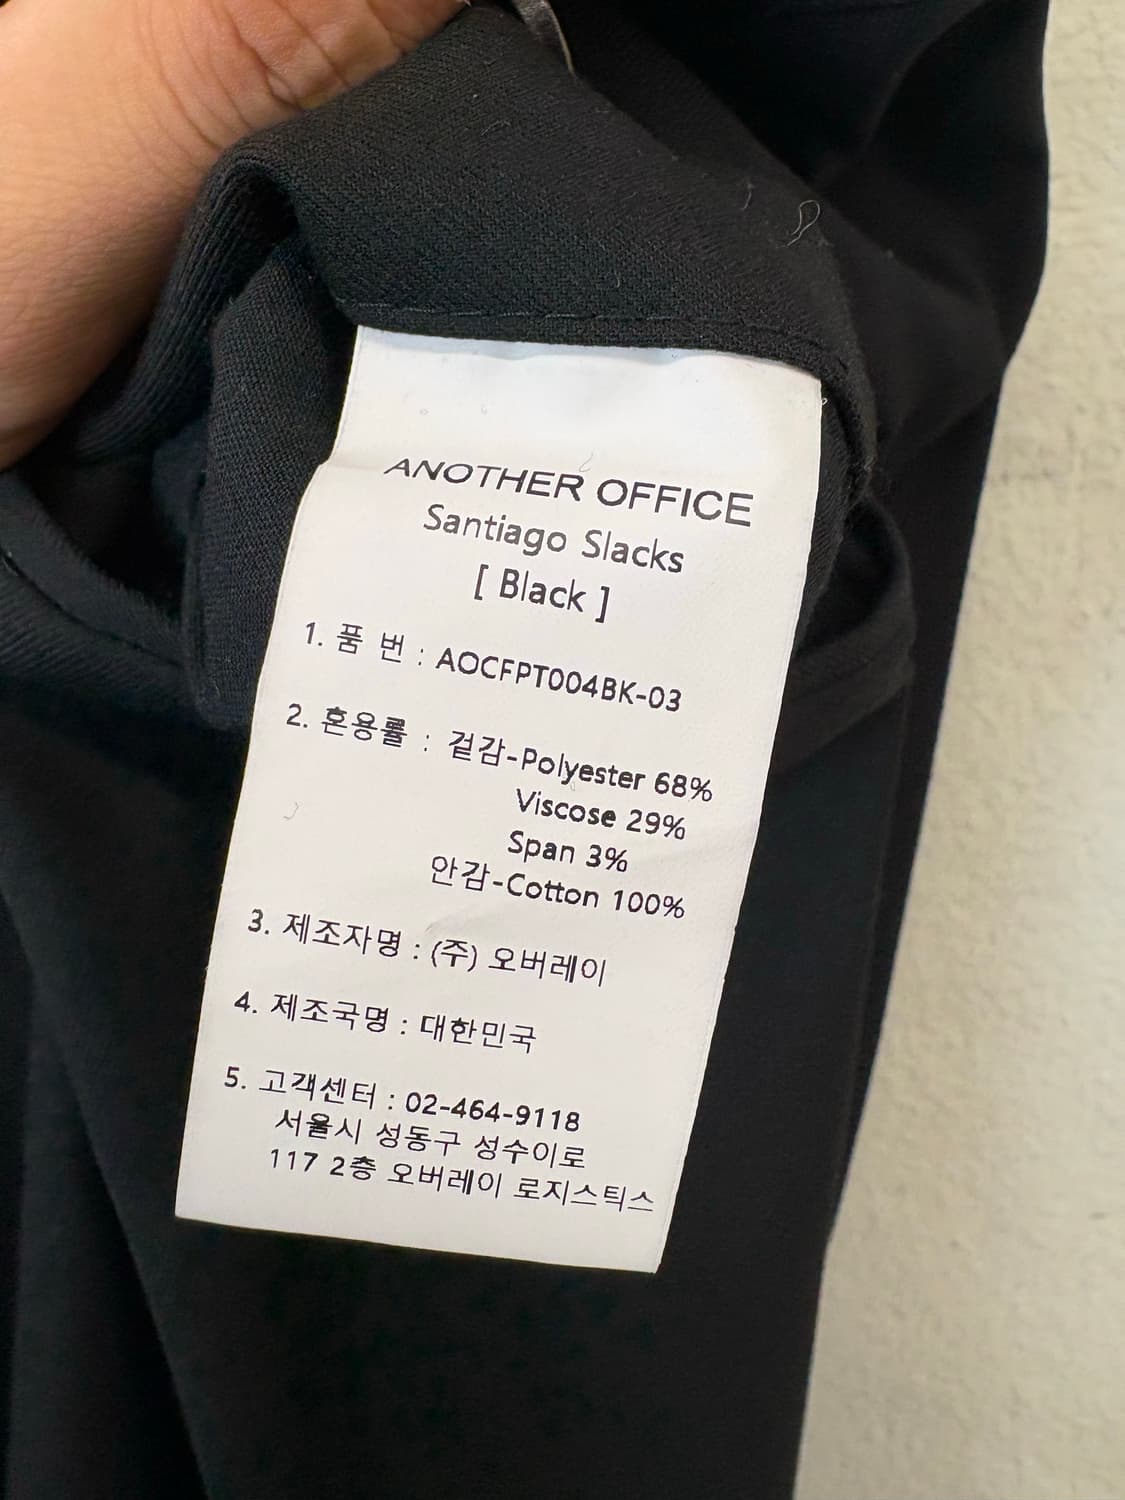 ANOTHER OFFICE
Santiago Slacks
[ Black ]
1. 품 번 : AOCFPT004BK-03
2. 혼용률 : 겉감-Polyester 68%
Viscose 29%
Span 3%
안감-Cotton 100%
3. 제조자명 : (주) 오버레이
4. 제조국명 : 대한민국
5. 고객센터 : 02-464-9118
서울시 성동구 성수이로
117 2층 오버레이 로지스틱스